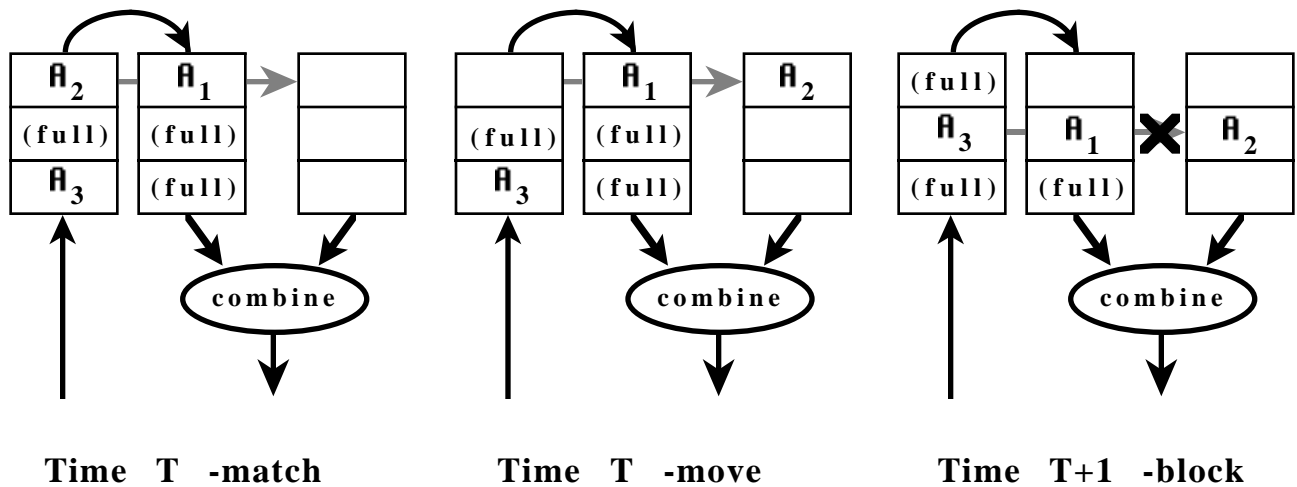 A2 A1
(full) (full)
A3 (full)
combine
Time T -match
A1 A2
(full) (full)
A3 (full)
combine
Time T -move
(full)
A3 A1 A2
(full) (full)
combine
Time T+1 -block